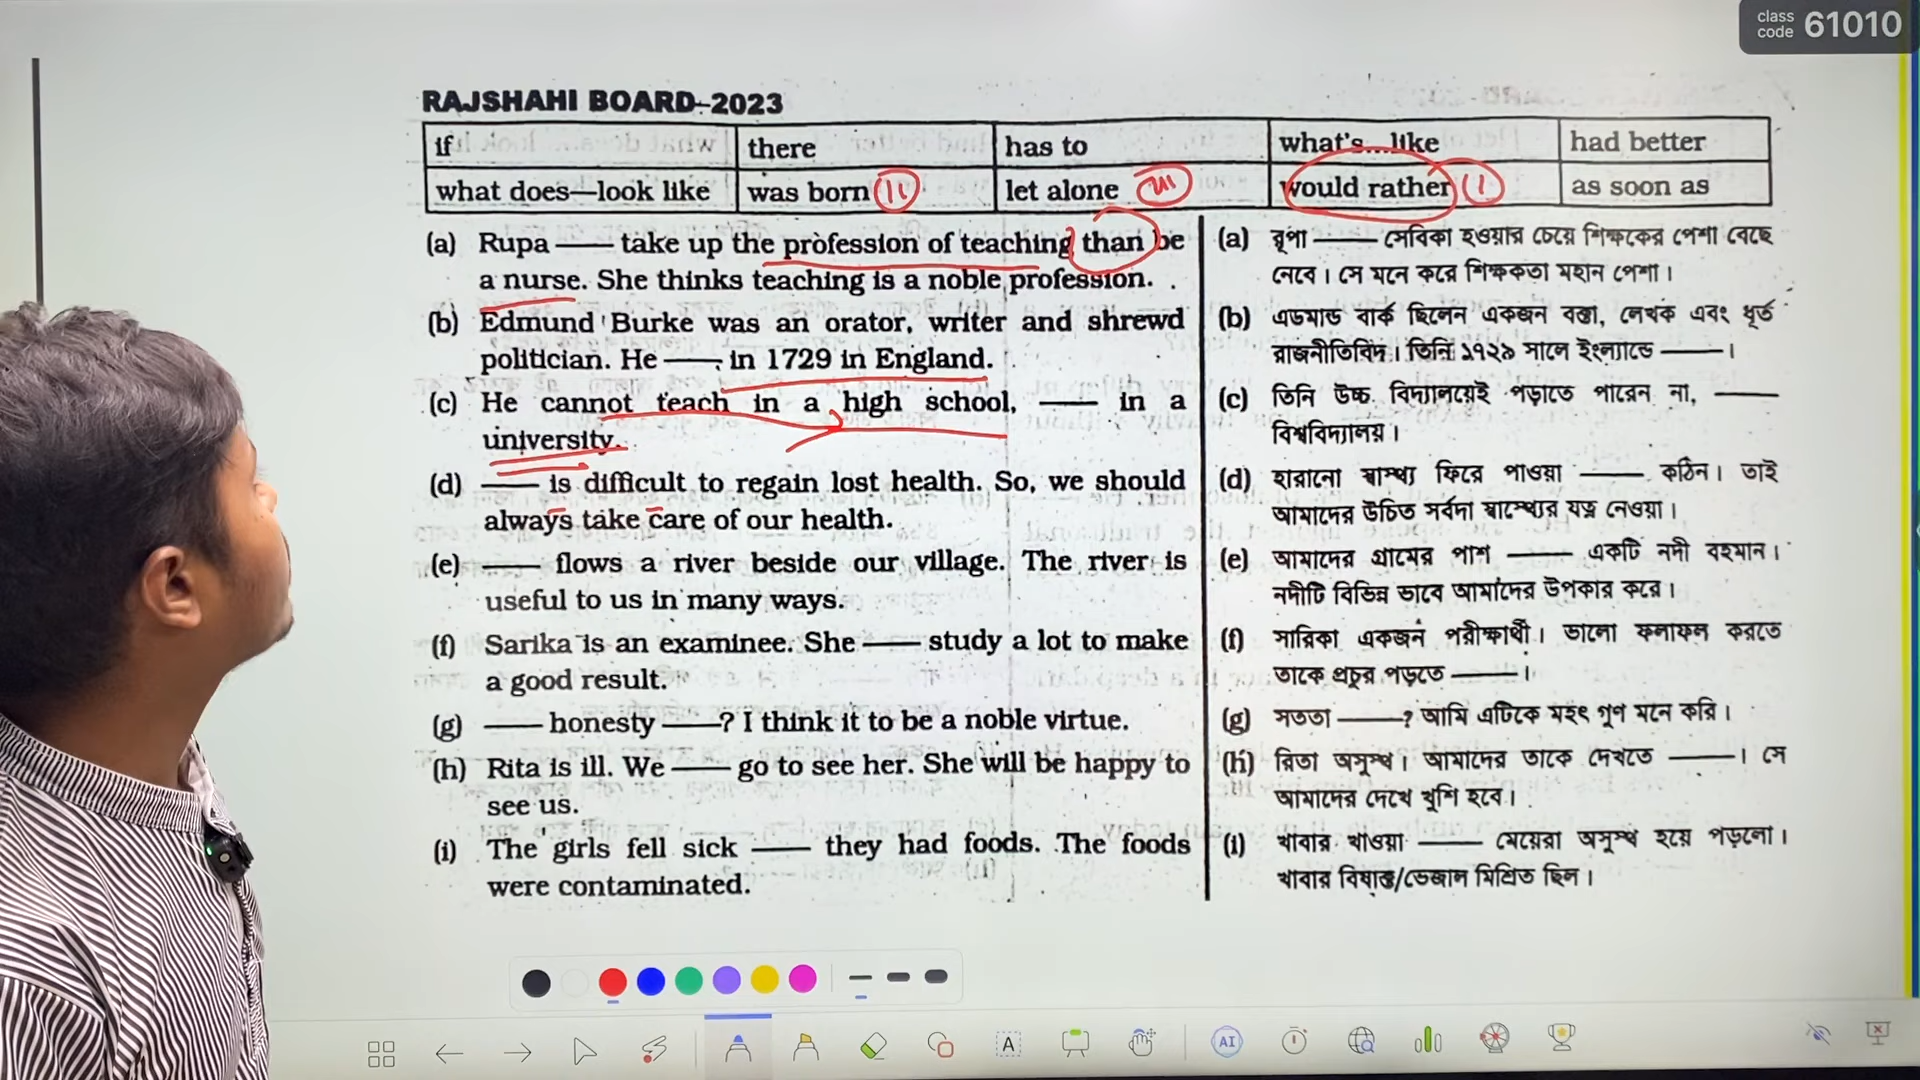 class code 61010
RAJSHAHI BOARD-2023
if there has to what's...like had better
what does—look like was born let alone would rather as soon as
(a) Rupa —— take up the profession of teaching than be
a nurse. She thinks teaching is a noble profession.
(b) Edmund Burke was an orator, writer and shrewd
politician. He —— in 1729 in England.
(c) He cannot teach in a high school, —— in a
university.
(d) —— is difficult to regain lost health. So, we should
always take care of our health.
(e) —— flows a river beside our village. The river is
useful to us in many ways.
(f) Sarika is an examinee. She —— study a lot to make
a good result.
(g) —— honesty ——? I think it to be a noble virtue.
(h) Rita is ill. We —— go to see her. She will be happy to
see us.
(i) The girls fell sick —— they had foods. The foods
were contaminated.
(a) রূপা —— সেবিকা হওয়ার চেয়ে শিক্ষকের পেশা বেছে
নেবে। সে মনে করে শিক্ষকতা মহান পেশা।
(b) এডমান্ড বার্ক ছিলেন একজন বক্তা, লেখক এবং ধূর্ত
রাজনীতিবিদ। তিনি ১৭২৯ সালে ইংল্যান্ডে ——।
(c) তিনি উচ্চ বিদ্যালয়েই পড়াতে পারেন না, ——
বিশ্ববিদ্যালয়।
(d) হারানো স্বাস্থ্য ফিরে পাওয়া —— কঠিন। তাই
আমাদের উচিত সর্বদা স্বাস্থ্যের যত্ন নেওয়া।
(e) আমাদের গ্রামের পাশ —— একটি নদী বহমান।
নদীটি বিভিন্ন ভাবে আমাদের উপকার করে।
(f) সারিকা একজন পরীক্ষার্থী। ভালো ফলাফল করতে
তাকে প্রচুর পড়তে ——।
(g) সততা ——? আমি এটিকে মহৎ গুণ মনে করি।
(h) রিতা অসুস্থ। আমাদের তাকে দেখতে ——। সে
আমাদের দেখে খুশি হবে।
(i) খাবার খাওয়া —— মেয়েরা অসুস্থ হয়ে পড়লো।
খাবার বিষাক্ত/ভেজাল মিশ্রিত ছিল।
A AI